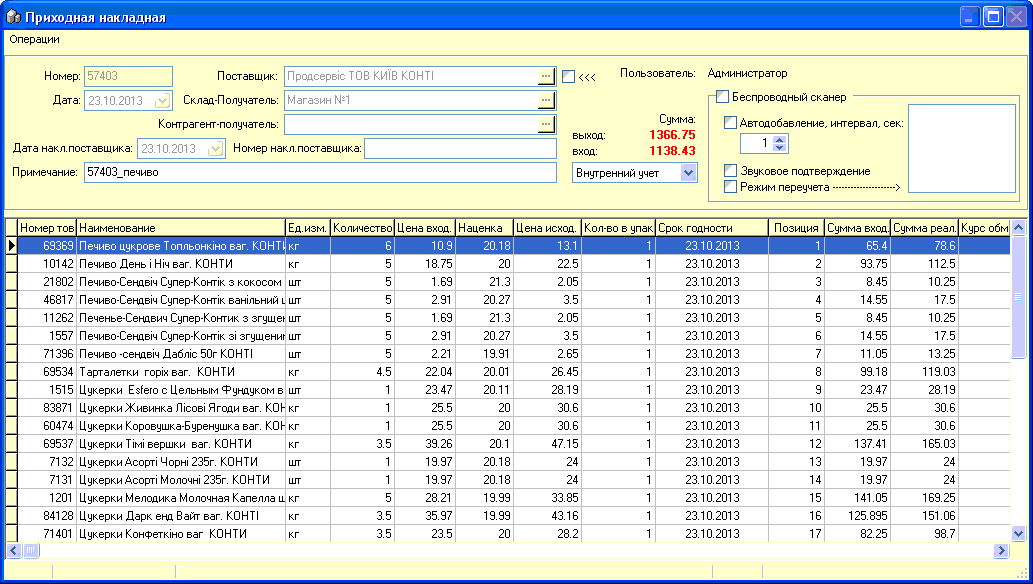 Приходная накладная
Операции
Номер: 57403 Поставщик: Продсервіс ТОВ КИЇВ КОНТІ ... <<< Пользователь: Администратор
Дата: 23.10.2013 Склад-Получатель: Магазин №1 ... Беспроводный сканер
Контрагент-получатель: ... Сумма: Автодобавление, интервал, сек:
выход: 1366.75 1
Дата накл.поставщика: 23.10.2013 Номер накл.поставщика: вход: 1138.43
Примечание: 57403_печиво Внутренний учет Звуковое подтверждение
Режим переучета -------------------->
Номер тов Наименование Ед.изм. Количество Цена вход. Наценка Цена исход. Кол-во в упак Срок годности Позиция Сумма вход. Сумма реал. Курс обм
69369 Печиво цукрове Топльонкіно ваг. КОНТИ кг 6 10.9 20.18 13.1 1 23.10.2013 1 65.4 78.6
10142 Печиво День і Ніч ваг. КОНТИ кг 5 18.75 20 22.5 1 23.10.2013 2 93.75 112.5
21802 Печиво-Сендвіч Супер-Контік з кокосом шт 5 1.69 21.3 2.05 1 23.10.2013 3 8.45 10.25
46817 Печиво-Сендвіч Супер-Контік ванільний шт 5 2.91 20.27 3.5 1 23.10.2013 4 14.55 17.5
11262 Печенье-Сендвич Супер-Контик з згущен шт 5 1.69 21.3 2.05 1 23.10.2013 5 8.45 10.25
1557 Печиво-Сендвіч Супер-Контік зі згущени шт 5 2.91 20.27 3.5 1 23.10.2013 6 14.55 17.5
71396 Печиво -сендвіч Дабліс 50г КОНТІ шт 5 2.21 19.91 2.65 1 23.10.2013 7 11.05 13.25
69534 Тарталетки горіх ваг. КОНТИ кг 4.5 22.04 20.01 26.45 1 23.10.2013 8 99.18 119.03
1515 Цукерки Esfero с Цельным Фундуком в шт 1 23.47 20.11 28.19 1 23.10.2013 9 23.47 28.19
83871 Цукерки Живинка Лісові Ягоди ваг. КОН кг 1 25.5 20 30.6 1 23.10.2013 10 25.5 30.6
60474 Цукерки Коровушка-Буренушка ваг. КОН кг 1 25.5 20 30.6 1 23.10.2013 11 25.5 30.6
69537 Цукерки Тімі вершки ваг. КОНТИ кг 3.5 39.26 20.1 47.15 1 23.10.2013 12 137.41 165.03
7132 Цукерки Асорті Чорні 235г. КОНТИ шт 1 19.97 20.18 24 1 23.10.2013 13 19.97 24
7131 Цукерки Асорті Молочні 235г. КОНТИ шт 1 19.97 20.18 24 1 23.10.2013 14 19.97 24
1201 Цукерки Мелодика Молочная Капелла ш кг 5 28.21 19.99 33.85 1 23.10.2013 15 141.05 169.25
84128 Цукерки Дарк енд Вайт ваг. КОНТІ кг 3.5 35.97 19.99 43.16 1 23.10.2013 16 125.895 151.06
71401 Цукерки Конфеткіно ваг КОНТИ кг 3.5 23.5 20 28.2 1 23.10.2013 17 82.25 98.7